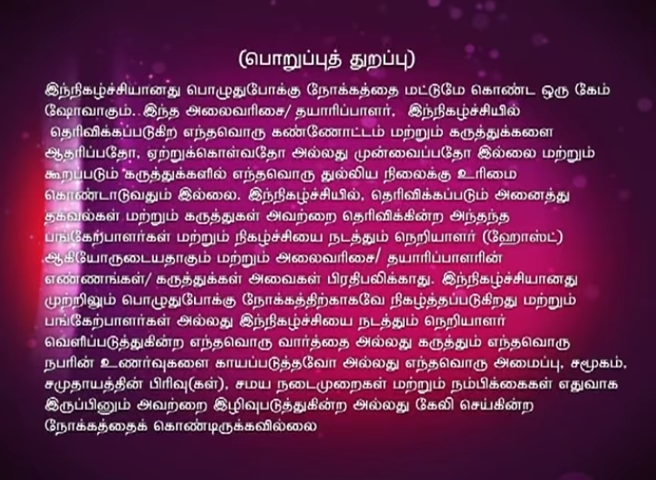 (பொறுப்புத் துறப்பு)
இந்நிகழ்ச்சியானது பொழுதுபோக்கு நோக்கத்தை மட்டுமே கொண்ட ஒரு கேம்
ஷோவாகும். இந்த அலைவரிசை/ தயாரிப்பாளர், இந்நிகழ்ச்சியில்
தெரிவிக்கப்படுகிற எந்தவொரு கண்ணோட்டம் மற்றும் கருத்துக்களை
ஆதரிப்பதோ, ஏற்றுக்கொள்வதோ அல்லது முன்வைப்பதோ இல்லை மற்றும்
கூறப்படும் கருத்துக்களில் எந்தவொரு துல்லிய நிலைக்கு உரிமை
கொண்டாடுவதும் இல்லை. இந்நிகழ்ச்சியில், தெரிவிக்கப்படும் அனைத்து
தகவல்கள் மற்றும் கருத்துகள் அவற்றை தெரிவிக்கின்ற அந்தந்த
பங்கேற்பாளர்கள் மற்றும் நிகழ்ச்சியை நடத்தும் நெறியாளர் (ஹோஸ்ட்)
ஆகியோருடையதாகும் மற்றும் அலைவரிசை/ தயாரிப்பாளரின்
எண்ணங்கள்/ கருத்துக்கள் அவைகள் பிரதிபலிக்காது. இந்நிகழ்ச்சியானது
முற்றிலும் பொழுதுபோக்கு நோக்கத்திற்காகவே நிகழ்த்தப்படுகிறது மற்றும்
பங்கேற்பாளர்கள் அல்லது இந்நிகழ்ச்சியை நடத்தும் நெறியாளர்
வெளிப்படுத்துகின்ற எந்தவொரு வார்த்தை அல்லது கருத்தும் எந்தவொரு
நபரின் உணர்வுகளை காயப்படுத்தவோ அல்லது எந்தவொரு அமைப்பு, சமூகம்,
சமுதாயத்தின் பிரிவு(கள்), சமய நடைமுறைகள் மற்றும் நம்பிக்கைகள் எதுவாக
இருப்பினும் அவற்றை இழிவுபடுத்துகின்ற அல்லது கேலி செய்கின்ற
நோக்கத்தைக் கொண்டிருக்கவில்லை